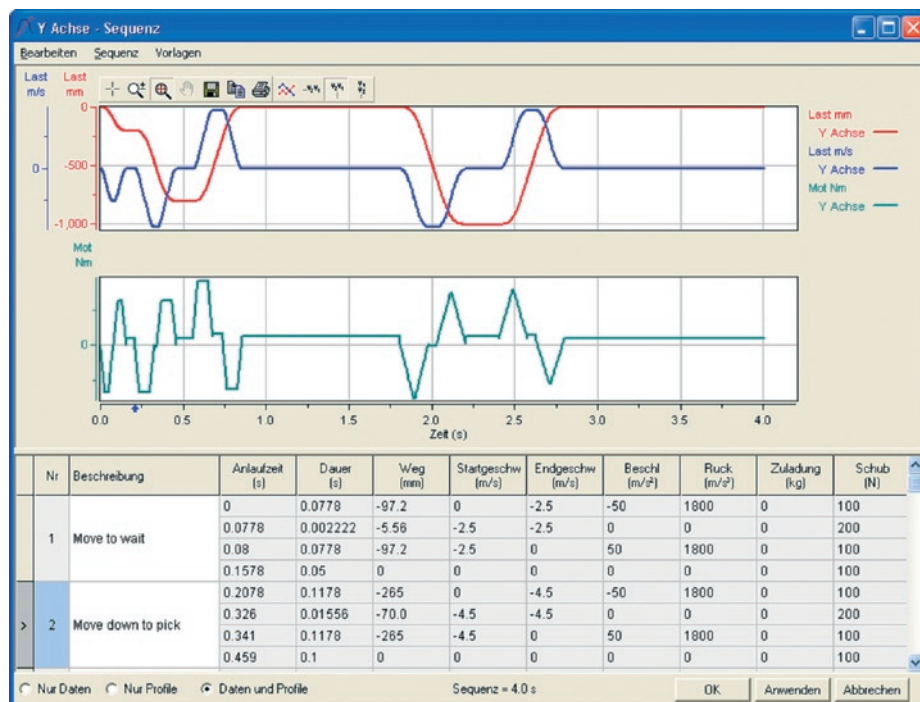 Y Achse - Sequenz
Bearbeiten Sequenz Vorlagen
Last Last
m/s mm
0
-500
-1,000
0
Last mm
Y Achse
Last m/s
Y Achse
Mot Nm
Y Achse
Mot
Nm
0
0.0 0.5 1.0 1.5 2.0 2.5 3.0 3.5 4.0
Zeit (s)
Nr Beschreibung Anlaufzeit (s) Dauer (s) Weg (mm) Startgeschw (m/s) Endgeschw (m/s) Beschl (m/s²) Ruck (m/s³) Zuladung (kg) Schub (N)
1 Move to wait
0 0.0778 -97.2 0 -2.5 -50 1800 0 100
0.0778 0.002222 -5.56 -2.5 -2.5 0 0 0 200
0.08 0.0778 -97.2 -2.5 0 50 1800 0 100
0.1578 0.05 0 0 0 0 0 0 100
> 2 Move down to pick
0.2078 0.1178 -265 0 -4.5 -50 1800 0 100
0.326 0.01556 -70.0 -4.5 -4.5 0 0 0 200
0.341 0.1178 -265 -4.5 0 50 1800 0 100
0.459 0.1 0 0 0 0 0 0 100
Nur Daten Nur Profile Daten und Profile Sequenz = 4.0 s OK Anwenden Abbrechen